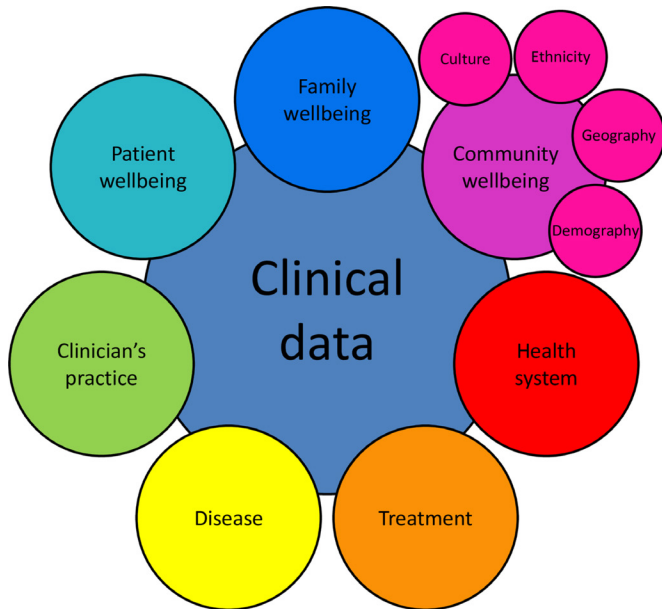 Culture
Ethnicity
Family
wellbeing
Geography
Patient
wellbeing
Community
wellbeing
Demography
Clinical
data
Clinician’s
practice
Health
system
Disease
Treatment